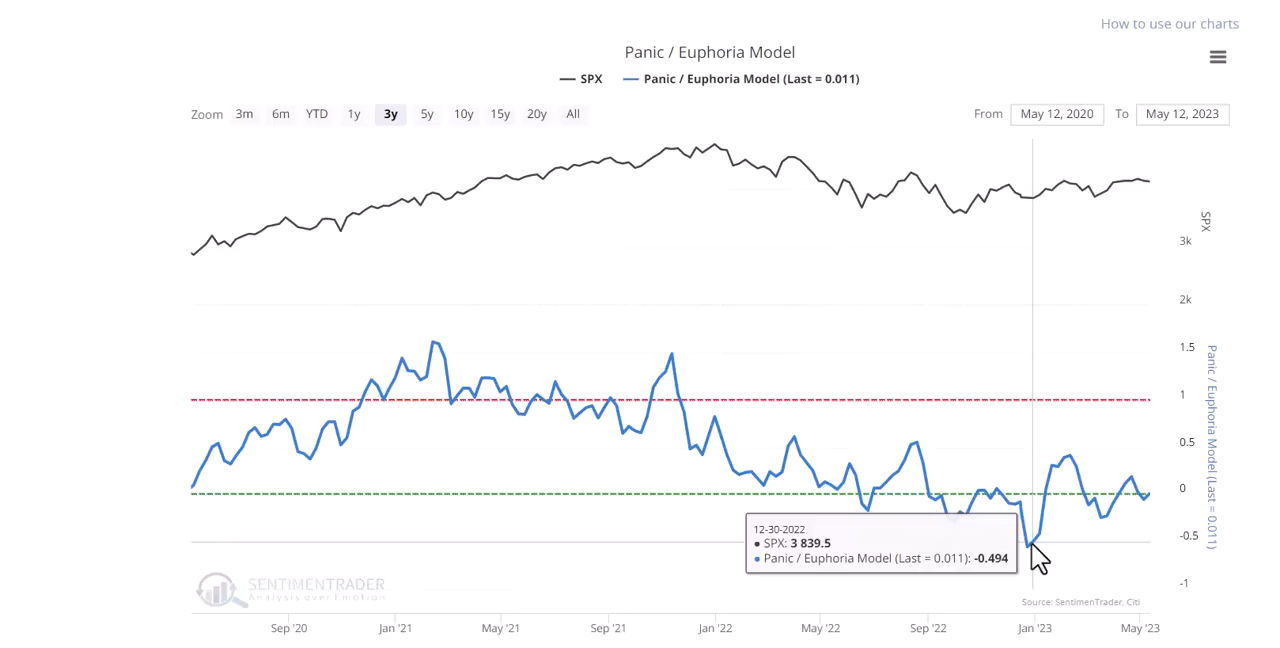 How to use our charts
Panic / Euphoria Model
SPX Panic / Euphoria Model (Last = 0.011)
Zoom 3m 6m YTD 1y 3y 5y 10y 15y 20y All From May 12, 2020 To May 12, 2023
SPX
3k
2k
1.5
1
0.5
0
-0.5
-1
Panic / Euphoria Model (Last = 0.011)
12-30-2022
● SPX: 3 839.5
● Panic / Euphoria Model (Last = 0.011): -0.494
SENTIMENTRADER
Analysis over Emotion
Source: SentimenTrader, Citi
Sep '20 Jan '21 May '21 Sep '21 Jan '22 May '22 Sep '22 Jan '23 May '23